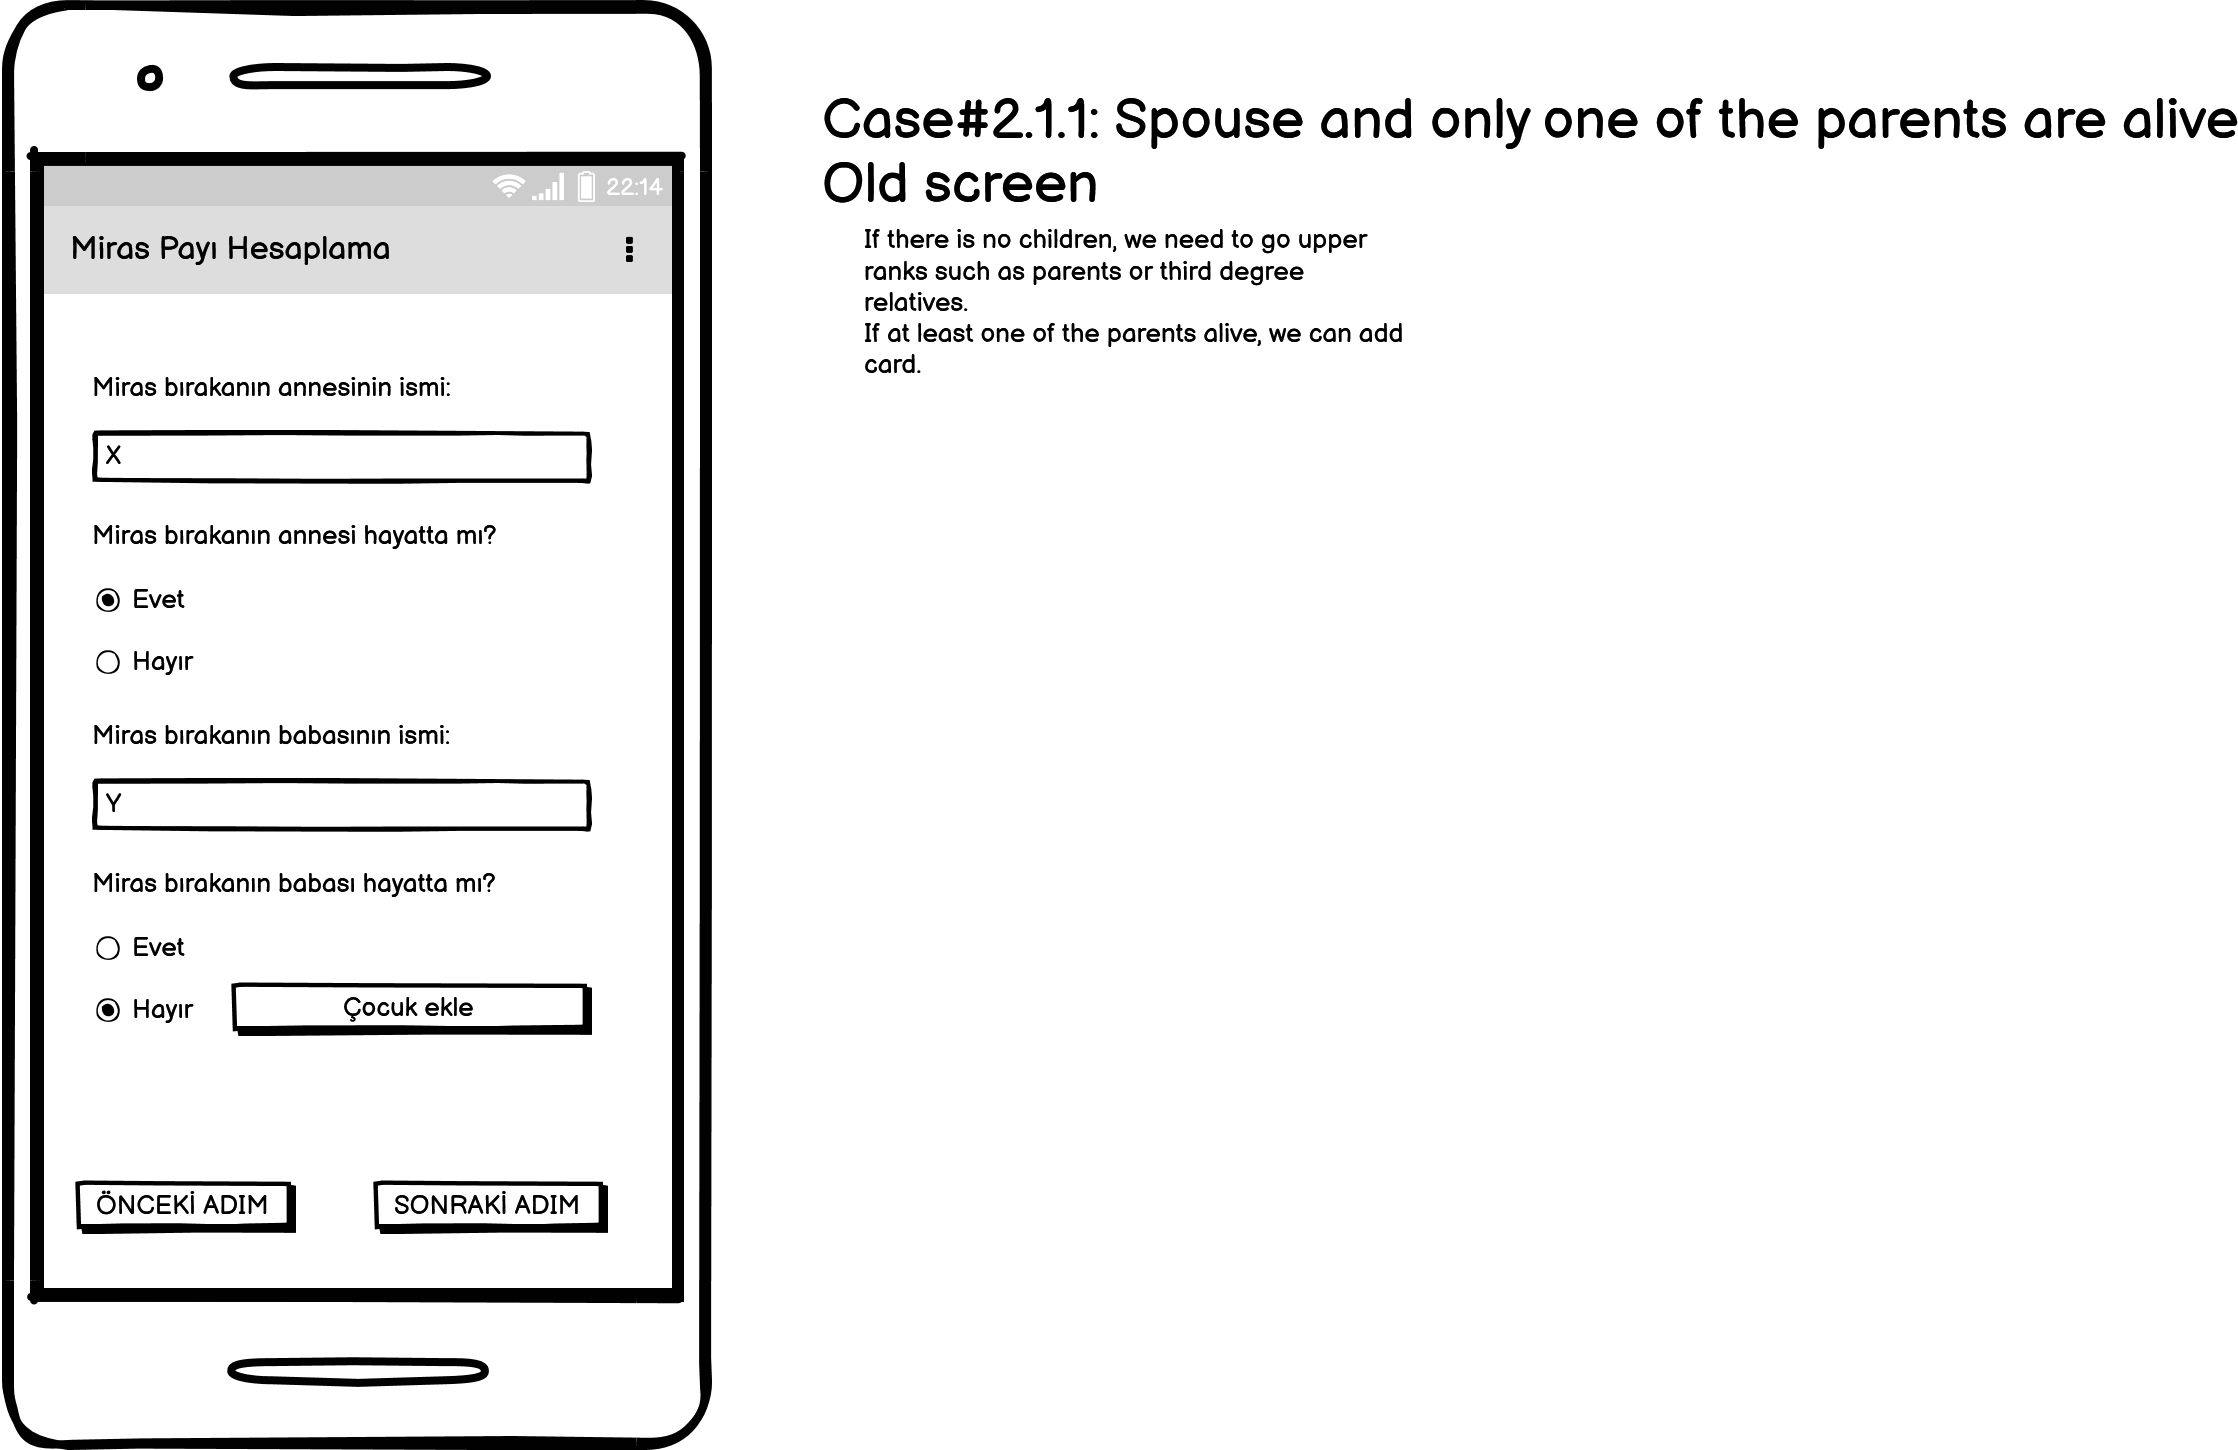 22:14
Miras Payı Hesaplama
Miras bırakanın annesinin ismi:
X
Miras bırakanın annesi hayatta mı?
Evet
Hayır
Miras bırakanın babasının ismi:
Y
Miras bırakanın babası hayatta mı?
Evet
Hayır
Çocuk ekle
ÖNCEKİ ADIM
SONRAKİ ADIM
Case#2.1.1: Spouse and only one of the parents are alive
Old screen
If there is no children, we need to go upper
ranks such as parents or third degree
relatives.
If at least one of the parents alive, we can add
card.